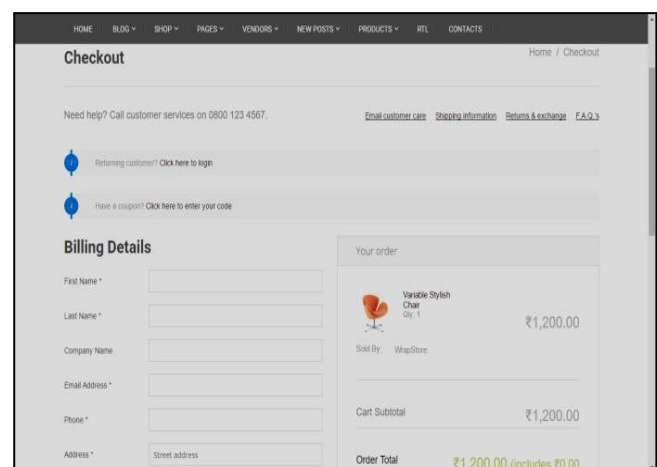 HOME BLOG SHOP PAGES VENDORS NEW POSTS PRODUCTS RTL CONTACTS
Checkout
Home / Checkout
Need help? Call customer services on 0800 123 4567.
Email customer care Shipping information Returns & exchange F.A.Q.'s
Returning customer? Click here to login
Have a coupon? Click here to enter your code
Billing Details
First Name *
Last Name *
Company Name
Email Address *
Phone *
Address * Street address
Your order
Variable Stylish
Chair
Qty: 1
₹1,200.00
Sold By: WrapStore
Cart Subtotal ₹1,200.00
Order Total ₹1,200.00 (includes ₹0.00